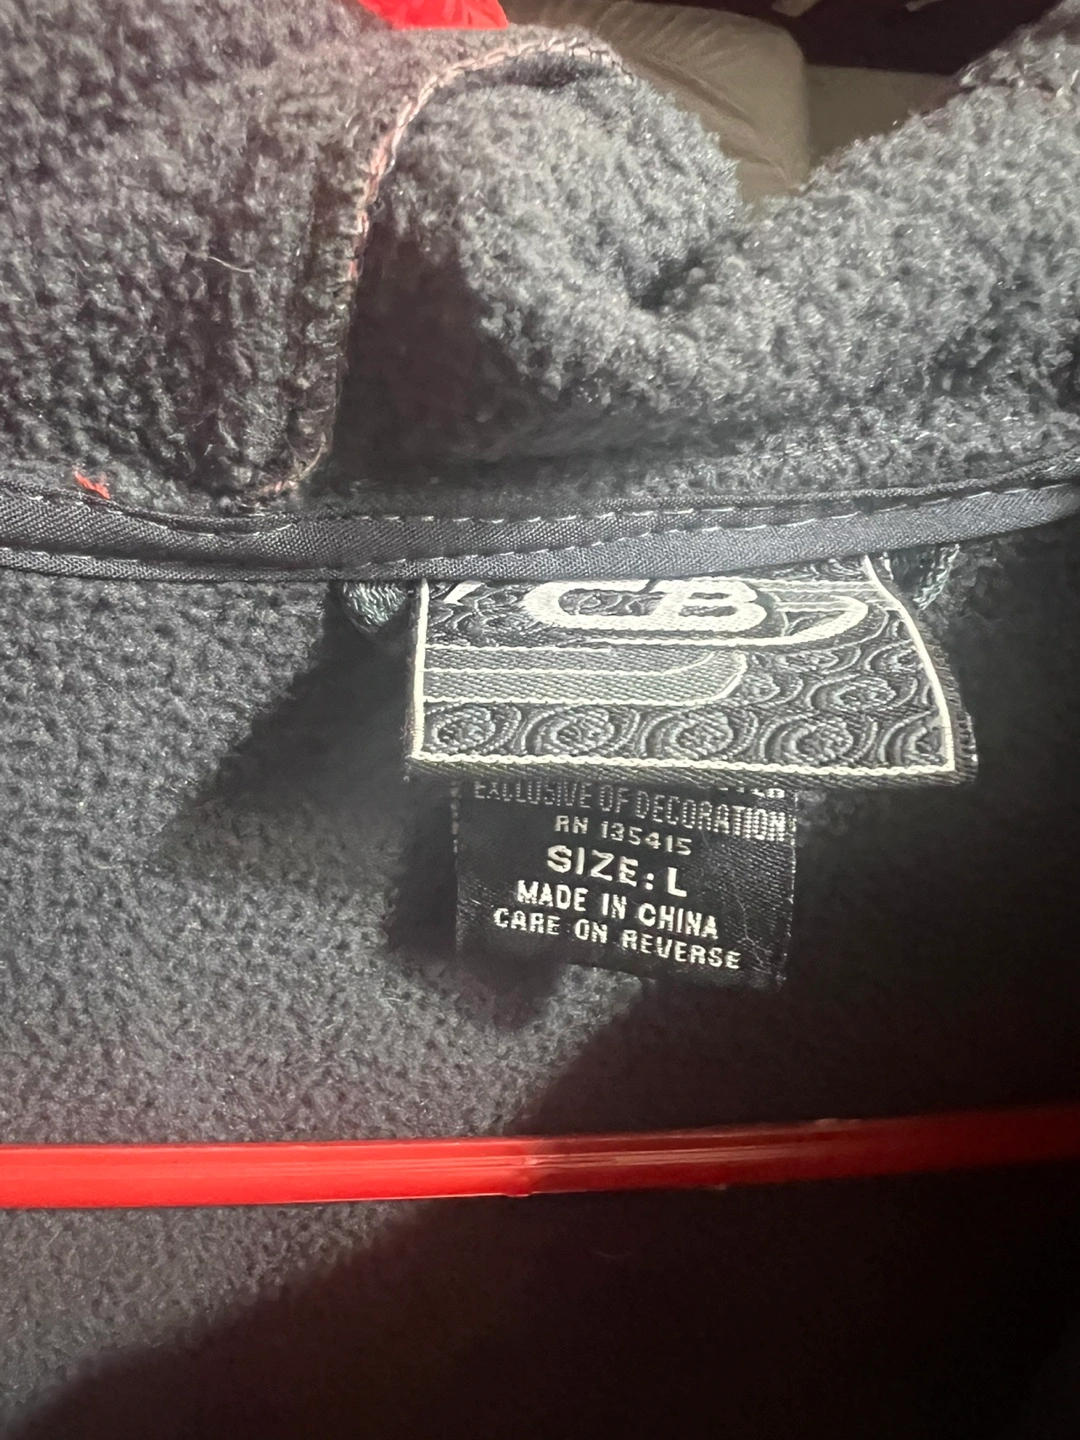 CB
EXCLUSIVE OF DECORATION
RN 135415
SIZE: L
MADE IN CHINA
CARE ON REVERSE